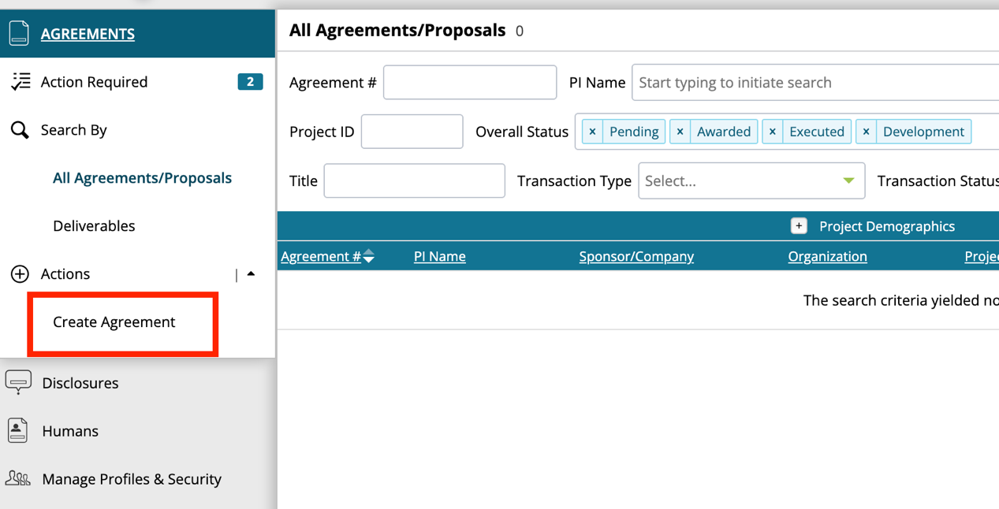 AGREEMENTS
Action Required 2
Search By
All Agreements/Proposals
Deliverables
Actions
Create Agreement
Disclosures
Humans
Manage Profiles & Security
All Agreements/Proposals 0
Agreement # PI Name Start typing to initiate search
Project ID Overall Status × Pending × Awarded × Executed × Development
Title Transaction Type Select... Transaction Status
+ Project Demographics
Agreement # PI Name Sponsor/Company Organization
The search criteria yielded no